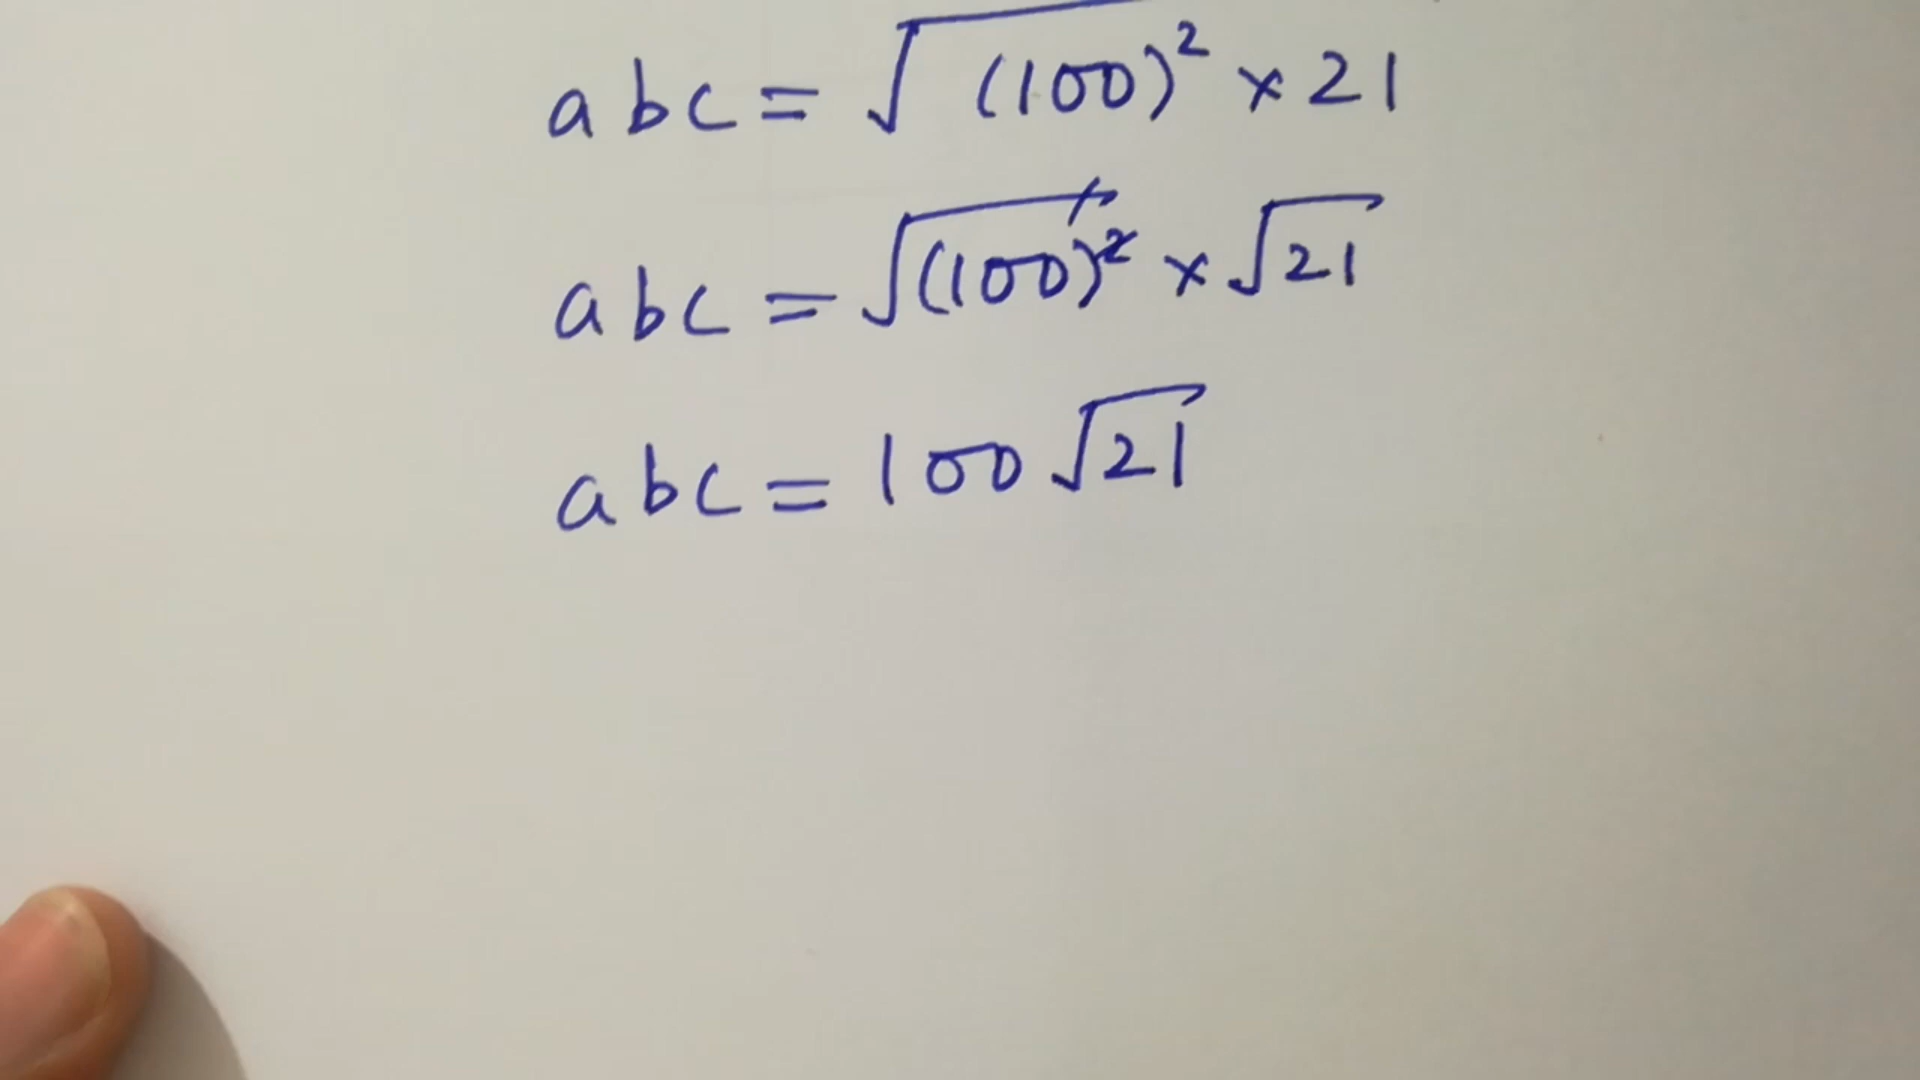 abc = √(100)² × 21
abc = √(100)² × √21
abc = 100 √21